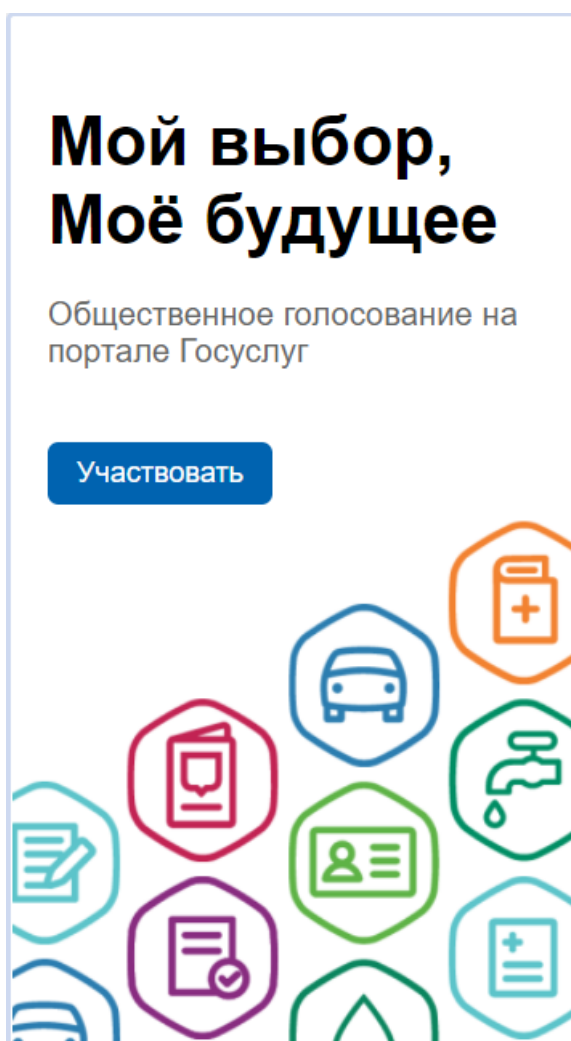 Мой выбор,
Моё будущее
Общественное голосование на
портале Госуслуг
Участвовать